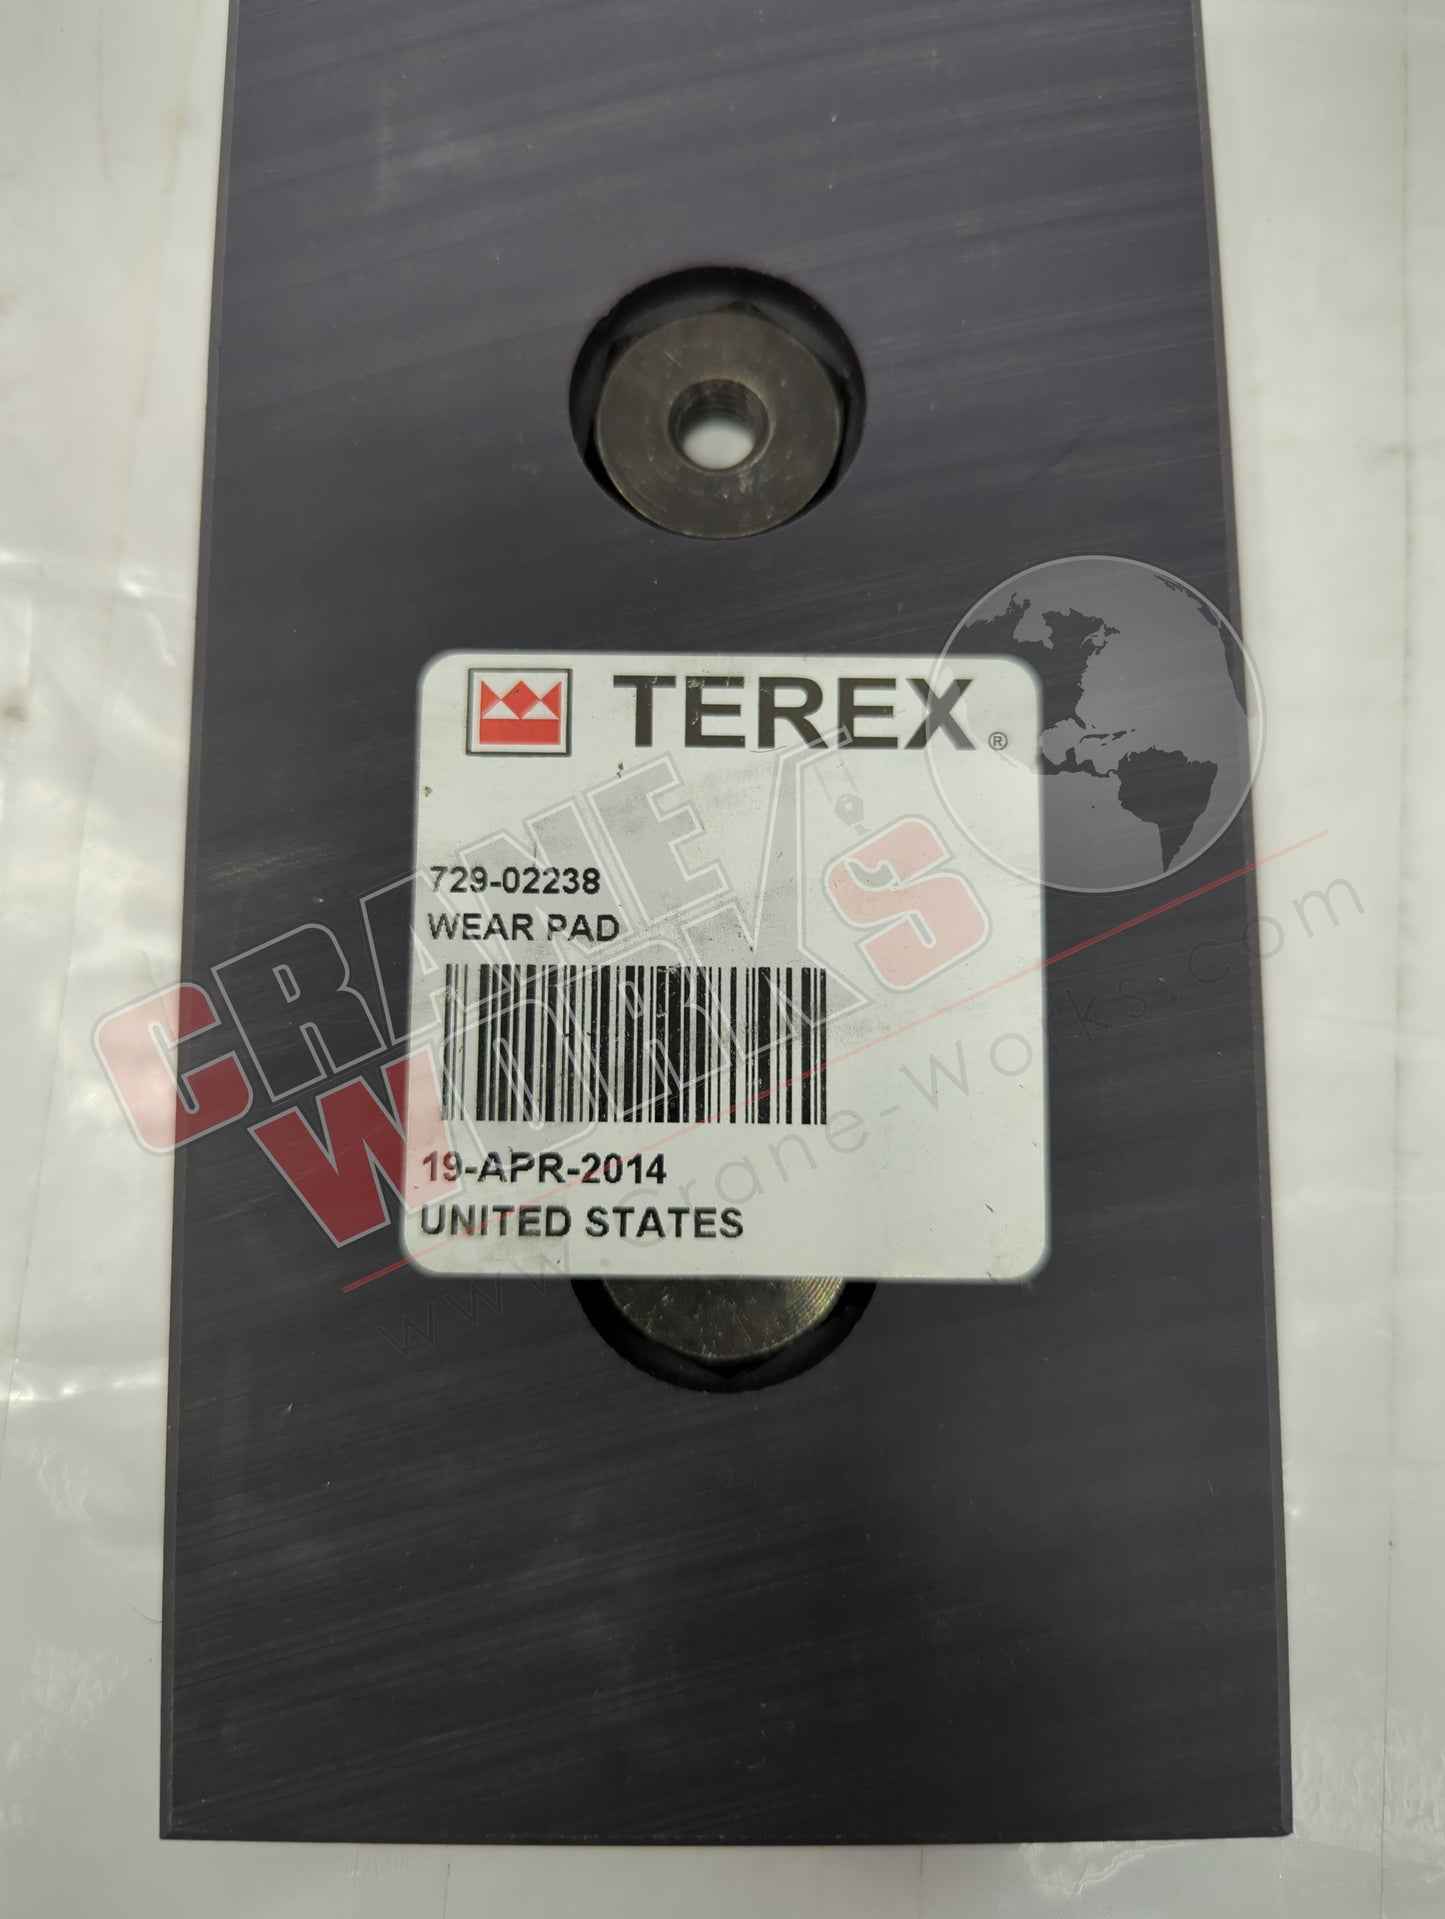 TEREX®
729-02238
WEAR PAD
19-APR-2014
UNITED STATES
CRANE
WORKS
www.Crane-Works.com